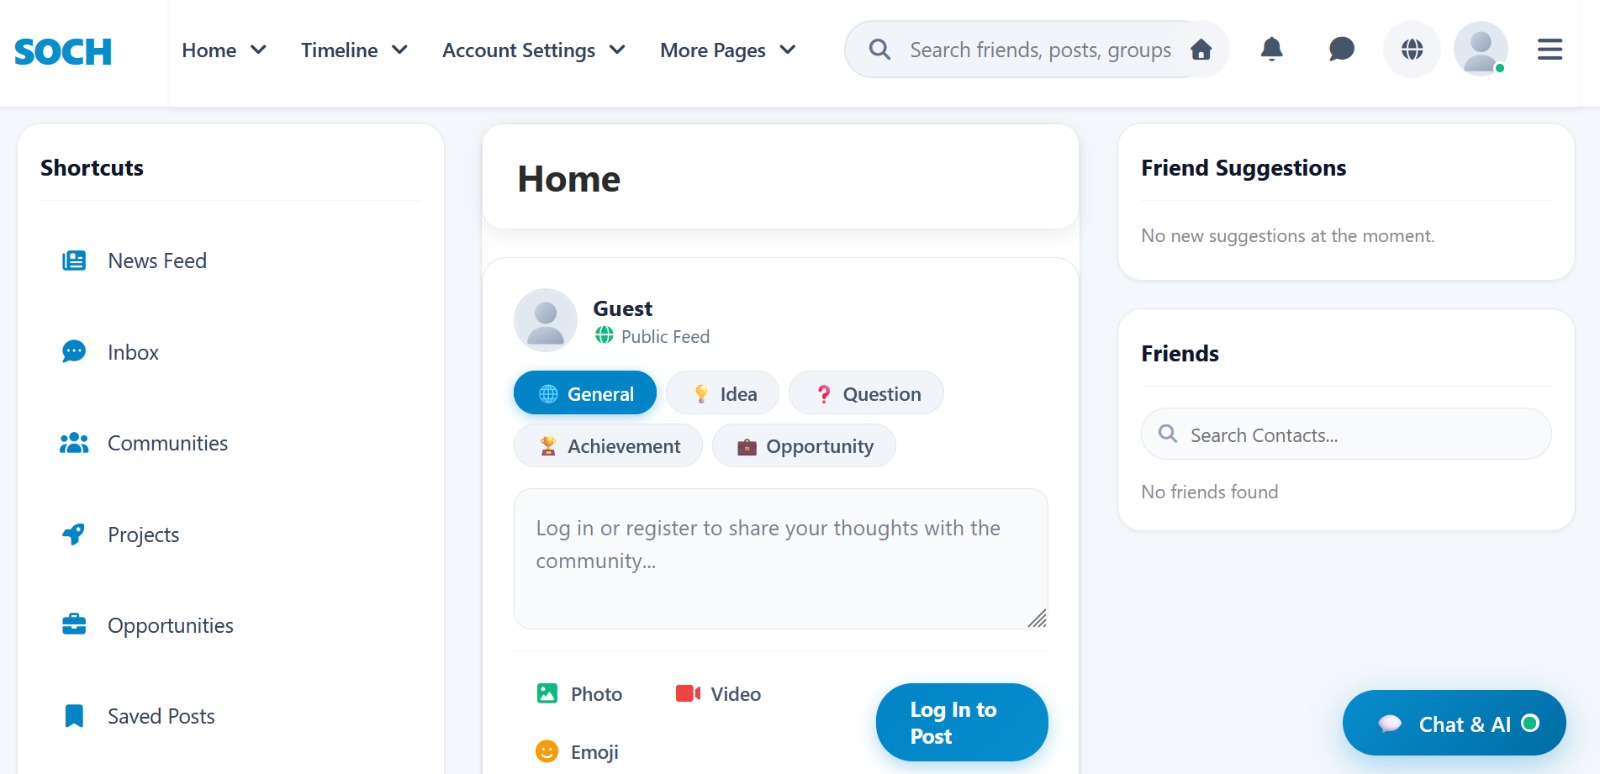 SOCH
Home
Timeline
Account Settings
More Pages
Search friends, posts, groups
Shortcuts
News Feed
Inbox
Communities
Projects
Opportunities
Saved Posts
Home
Guest
Public Feed
General
Idea
Question
Achievement
Opportunity
Log in or register to share your thoughts with the
community...
Photo
Video
Emoji
Log In to
Post
Friend Suggestions
No new suggestions at the moment.
Friends
Search Contacts...
No friends found
Chat & AI